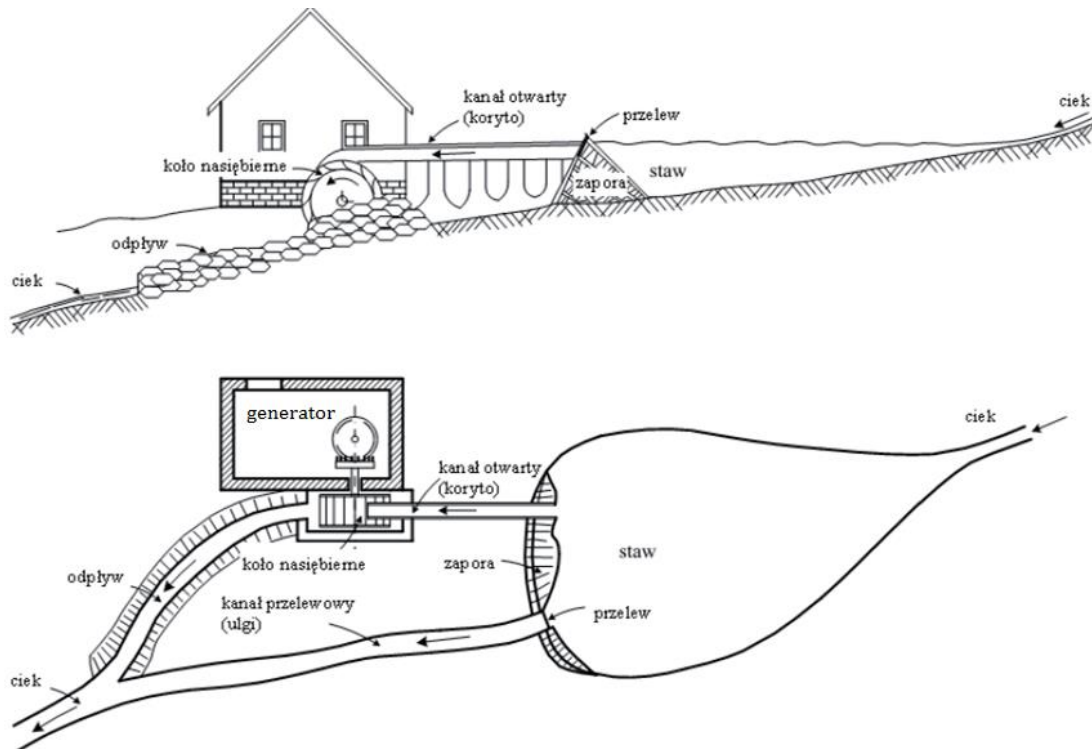 kanał otwarty
(koryto)
przelew
ciek
koło nasiębierne
zapora
staw
odpływ
ciek
generator
ciek
kanał otwarty
(koryto)
koło nasiębierne
zapora
staw
odpływ
kanał przelewowy
(ulgi)
przelew
ciek